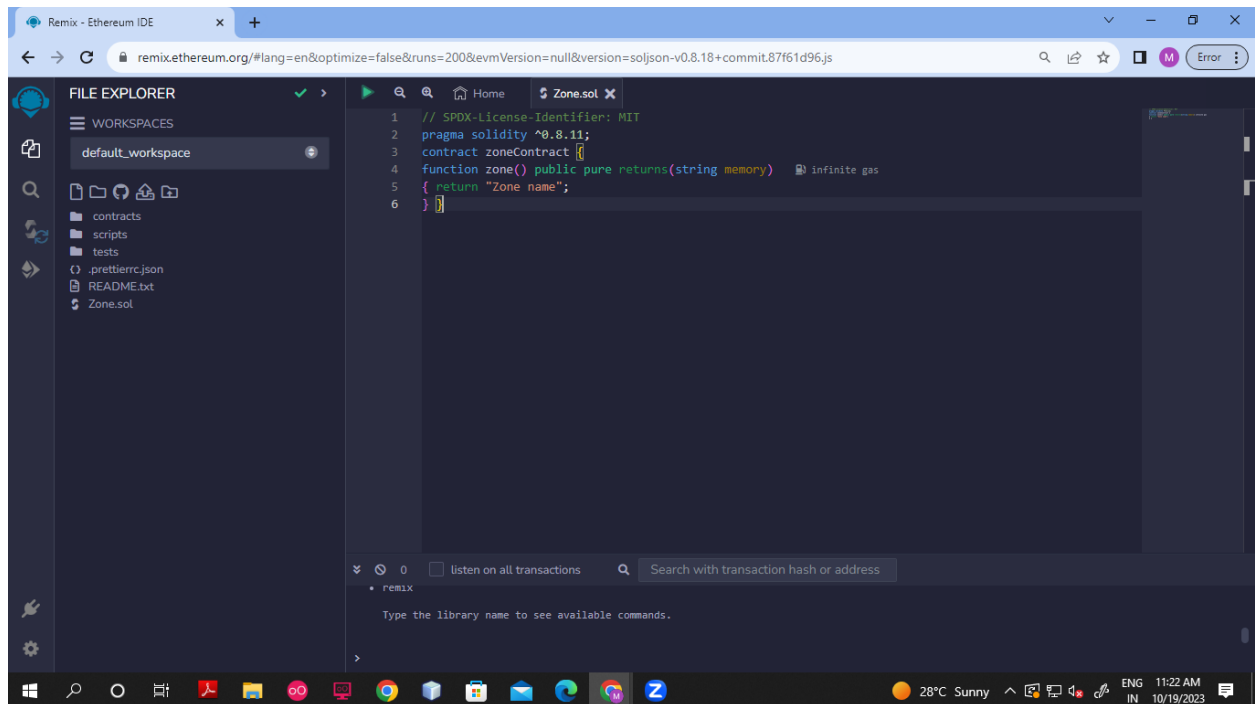 Remix - Ethereum IDE
remix.ethereum.org/#lang=en&optimize=false&runs=200&evmVersion=null&version=soljson-v0.8.18+commit.87f61d96.js
M
Error
FILE EXPLORER
WORKSPACES
default_workspace
contracts
scripts
tests
.prettierrc.json
README.txt
Zone.sol
Home
Zone.sol
1 // SPDX-License-Identifier: MIT
2 pragma solidity ^0.8.11;
3 contract zoneContract {
4 function zone() public pure returns(string memory) infinite gas
5 { return "Zone name";
6 } }
0 listen on all transactions Search with transaction hash or address
• remix
Type the library name to see available commands.
>
28°C Sunny
ENG 11:22 AM
IN 10/19/2023